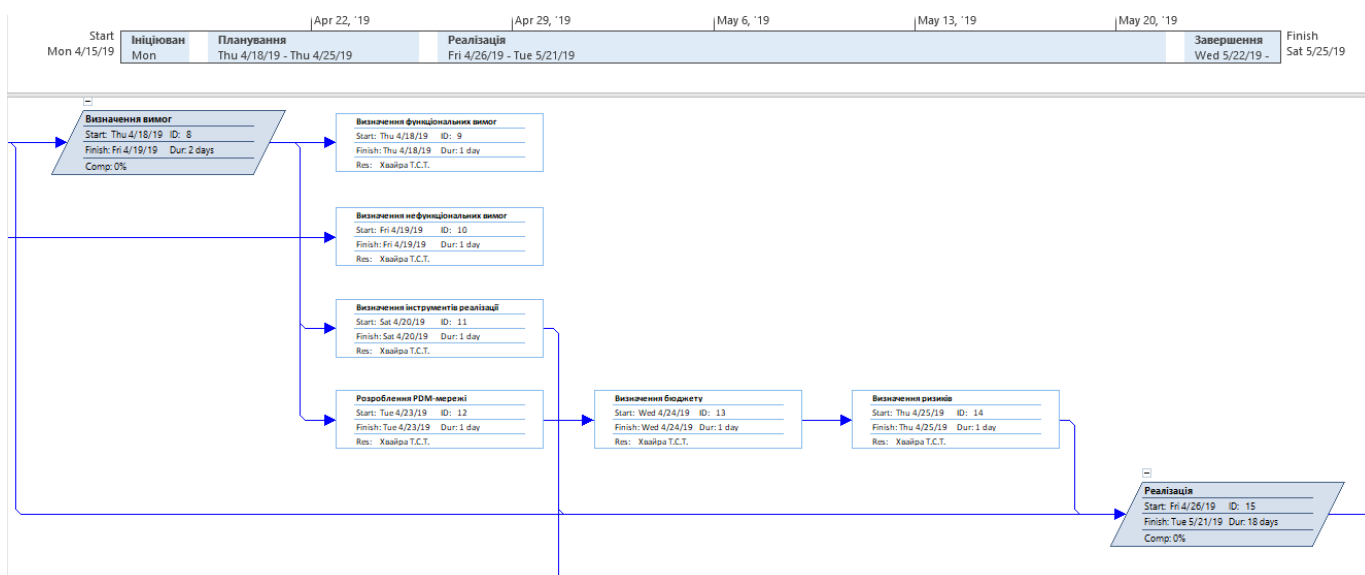 Apr 22, '19 Apr 29, '19 May 6, '19 May 13, '19 May 20, '19
Start
Mon 4/15/19
Ініціюван
Mon
Планування
Thu 4/18/19 - Thu 4/25/19
Реалізація
Fri 4/26/19 - Tue 5/21/19
Завершення
Wed 5/22/19 -
Finish
Sat 5/25/19
Визначення вимог
Start: Thu 4/18/19 ID: 8
Finish: Fri 4/19/19 Dur: 2 days
Comp: 0%
Визначення функціональних вимог
Start: Thu 4/18/19 ID: 9
Finish: Thu 4/18/19 Dur: 1 day
Res: Хвайра Т.С.Т.
Визначення нефункціональних вимог
Start: Fri 4/19/19 ID: 10
Finish: Fri 4/19/19 Dur: 1 day
Res: Хвайра Т.С.Т.
Визначення інструментів реалізації
Start: Sat 4/20/19 ID: 11
Finish: Sat 4/20/19 Dur: 1 day
Res: Хвайра Т.С.Т.
Розроблення PDM-мережі
Start: Tue 4/23/19 ID: 12
Finish: Tue 4/23/19 Dur: 1 day
Res: Хвайра Т.С.Т.
Визначення бюджету
Start: Wed 4/24/19 ID: 13
Finish: Wed 4/24/19 Dur: 1 day
Res: Хвайра Т.С.Т.
Визначення ризиків
Start: Thu 4/25/19 ID: 14
Finish: Thu 4/25/19 Dur: 1 day
Res: Хвайра Т.С.Т.
Реалізація
Start: Fri 4/26/19 ID: 15
Finish: Tue 5/21/19 Dur: 18 days
Comp: 0%